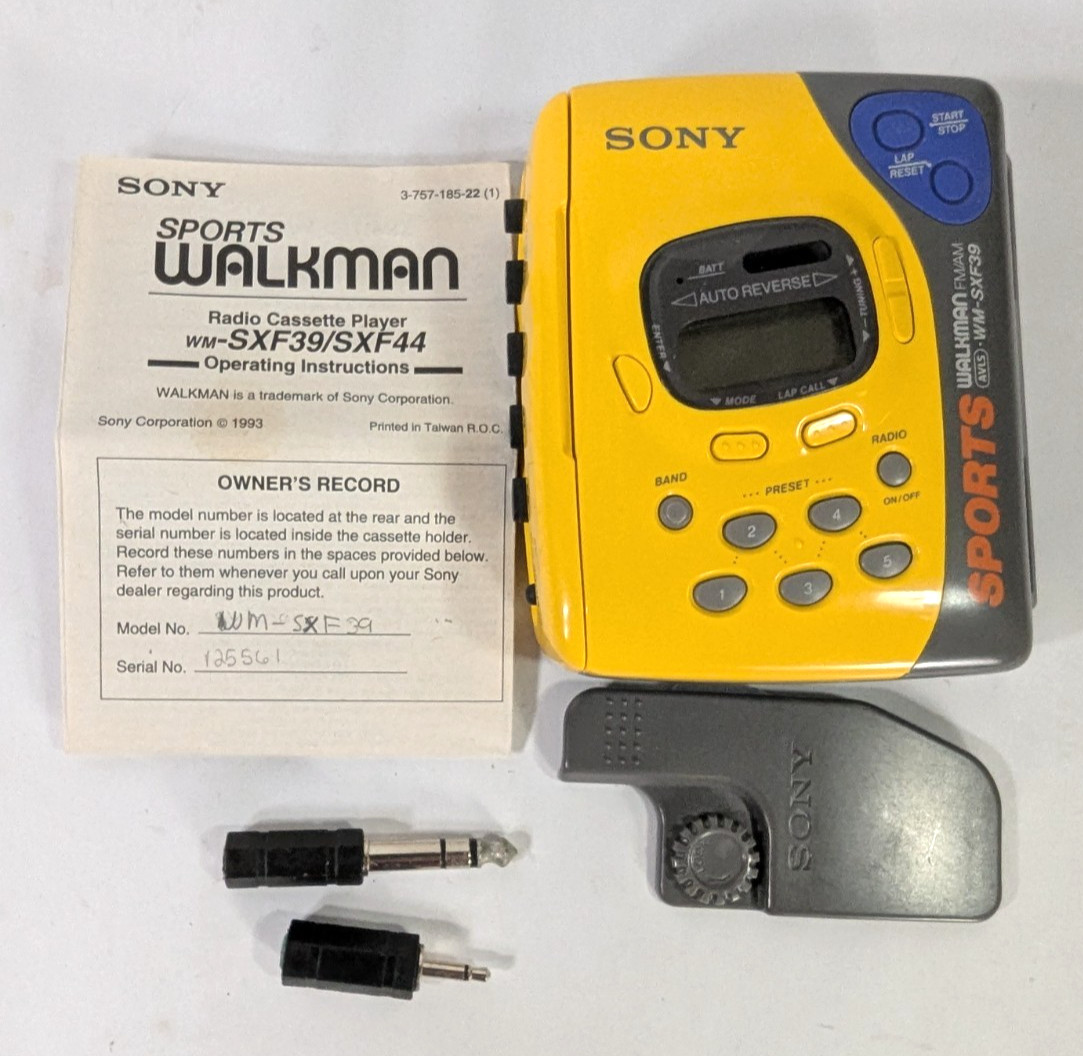 SONY
3-757-185-22 (1)
SPORTS
WALKMAN
Radio Cassette Player
WM-SXF39/SXF44
Operating Instructions
WALKMAN is a trademark of Sony Corporation.
Sony Corporation © 1993
Printed in Taiwan R.O.C.
OWNER'S RECORD
The model number is located at the rear and the
serial number is located inside the cassette holder.
Record these numbers in the spaces provided below.
Refer to them whenever you call upon your Sony
dealer regarding this product.
Model No. WM-SXF39
Serial No. 125561
SONY
START
STOP
LAP
RESET
BATT
◁ AUTO REVERSE ▷
▲ + TUNING − ▼
ENTER
▼ MODE
LAP CALL ▼
BAND
PRESET
RADIO
ON/OFF
1
2
3
4
5
SPORTS WALKMAN FM/AM
AVLS · WM-SXF39
SONY